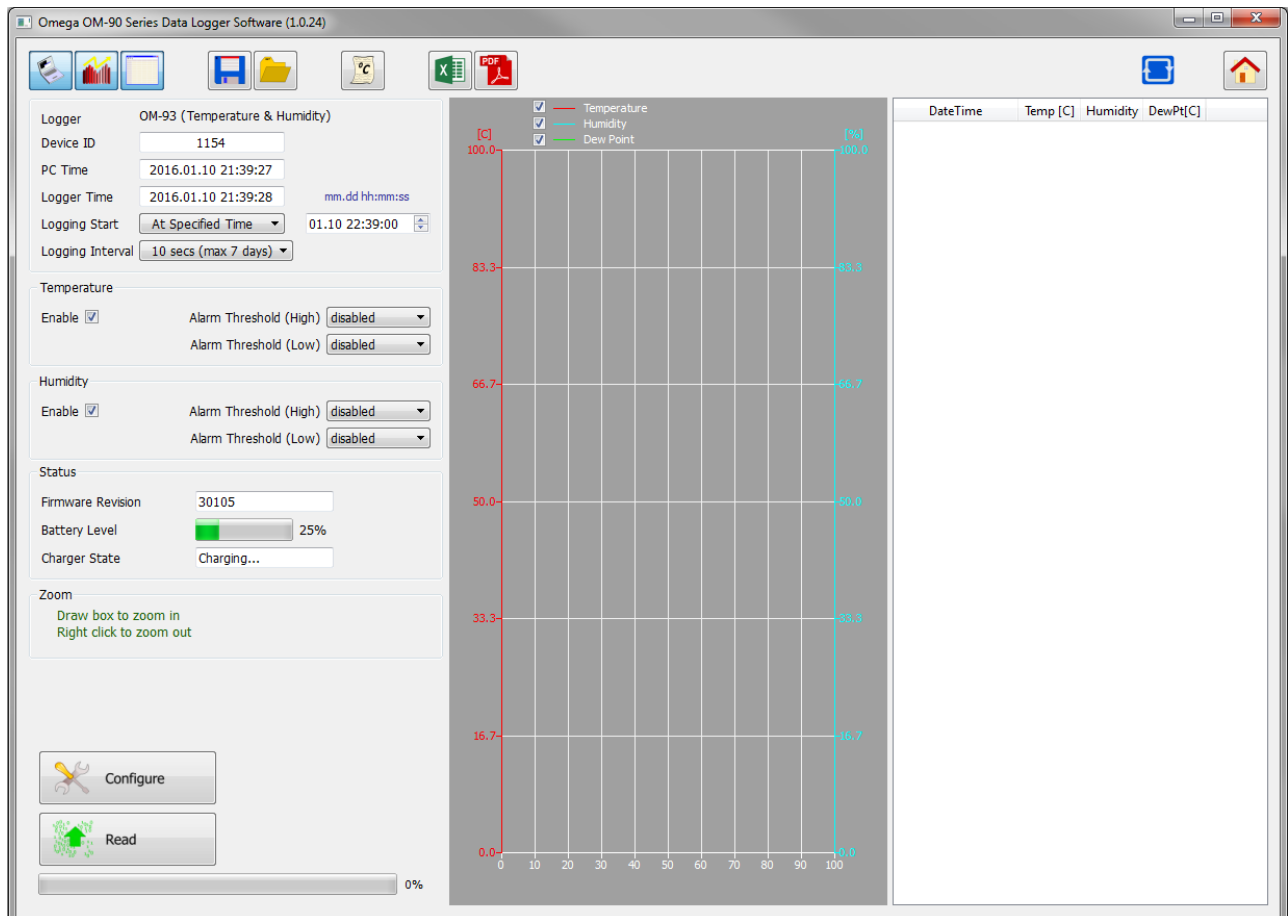 Omega OM-90 Series Data Logger Software (1.0.24)
°C
X
PDF
Logger OM-93 (Temperature & Humidity)
Device ID 1154
PC Time 2016.01.10 21:39:27
Logger Time 2016.01.10 21:39:28 mm.dd hh:mm:ss
Logging Start At Specified Time 01.10 22:39:00
Logging Interval 10 secs (max 7 days)
Temperature
Enable Alarm Threshold (High) disabled
Alarm Threshold (Low) disabled
Humidity
Enable Alarm Threshold (High) disabled
Alarm Threshold (Low) disabled
Status
Firmware Revision 30105
Battery Level 25%
Charger State Charging...
Zoom
Draw box to zoom in
Right click to zoom out
Configure
Read
0%
Temperature
Humidity
Dew Point
[C] [%]
100.0 100.0
83.3 83.3
66.7 66.7
50.0 50.0
33.3 33.3
16.7 16.7
0.0 0.0
0 10 20 30 40 50 60 70 80 90 100
DateTime Temp [C] Humidity DewPt[C]